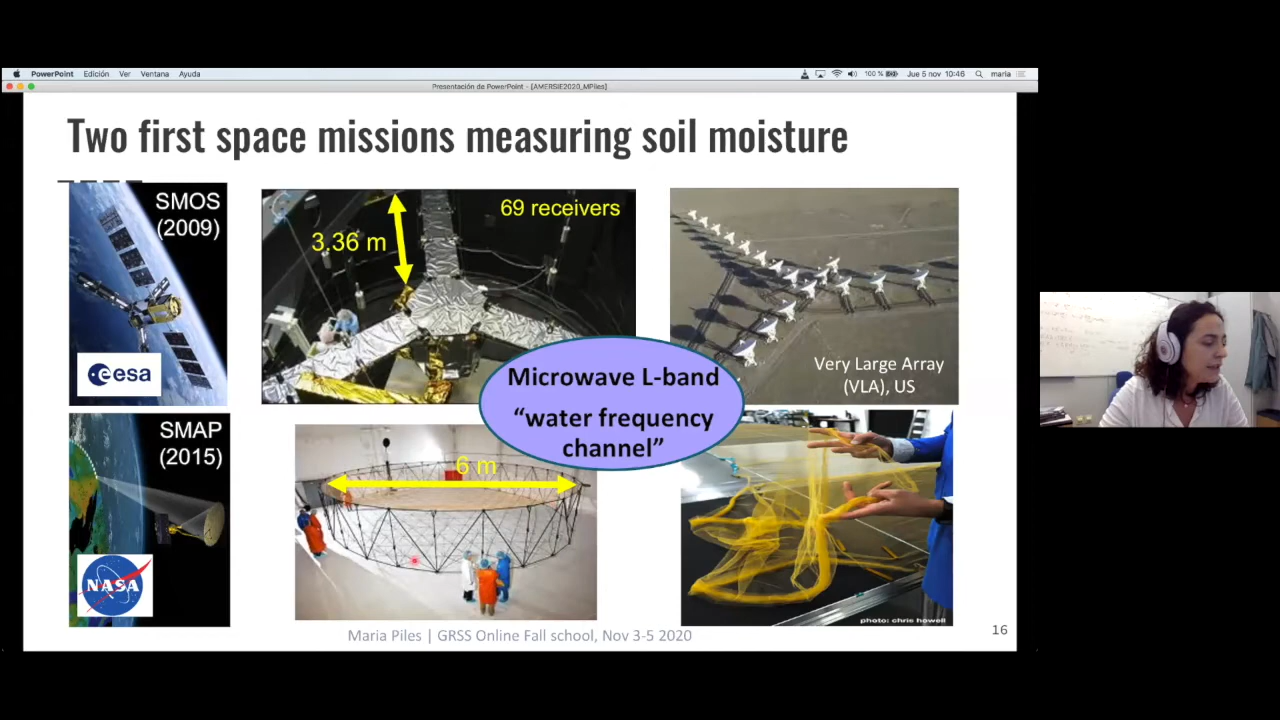 PowerPoint Edición Ver Ventana Ayuda
100 % Jue 5 nov 10:46 maria
Presentación de PowerPoint - [AMERSIE2020_MPiles]
Two first space missions measuring soil moisture
SMOS
(2009)
esa
3.36 m
69 receivers
Very Large Array
(VLA), US
Microwave L-band
“water frequency
channel”
SMAP
(2015)
NASA
6 m
photo: chris howell
Maria Piles | GRSS Online Fall school, Nov 3-5 2020
16